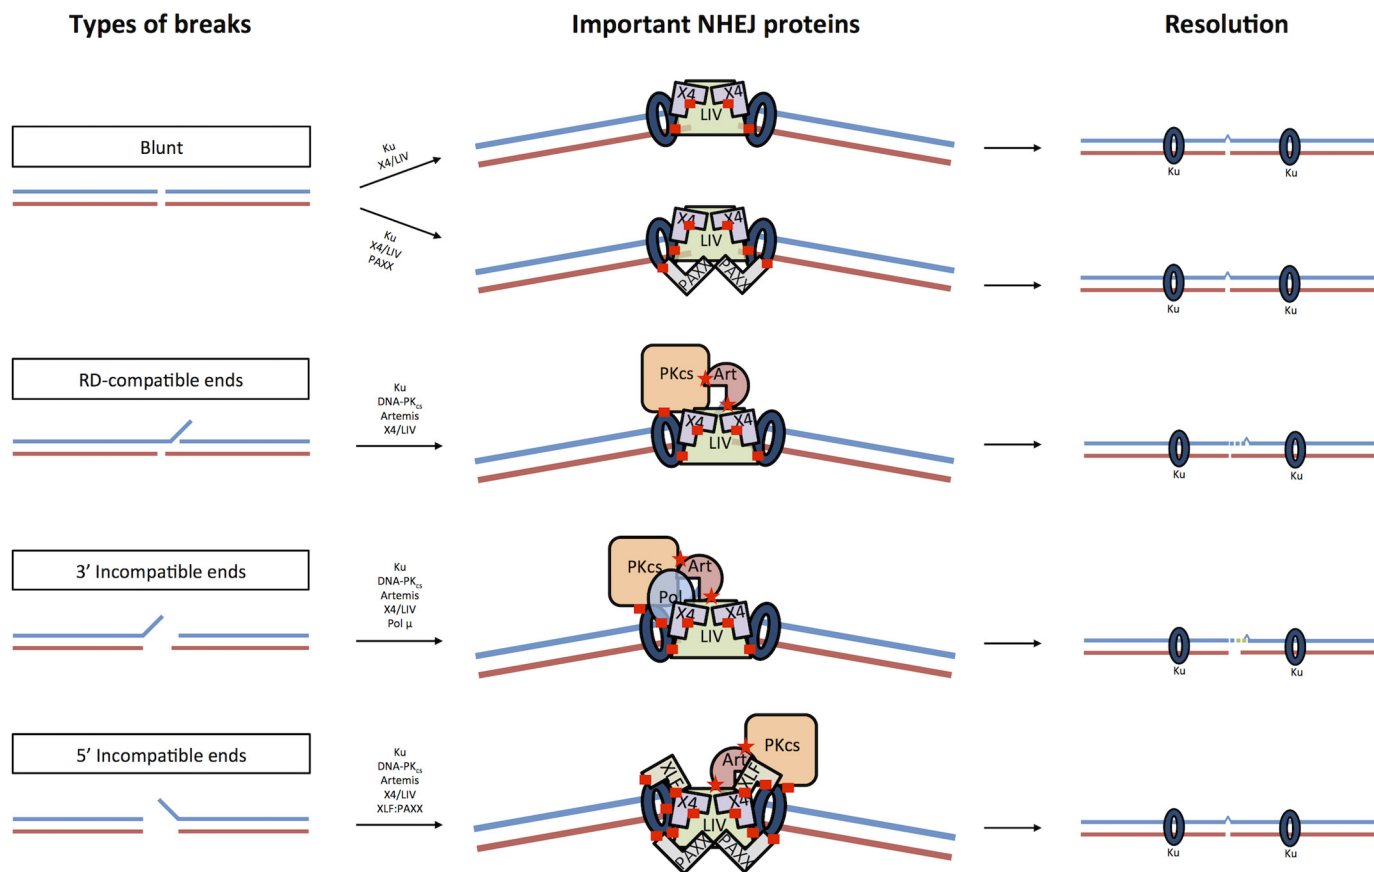 Types of breaks
Important NHEJ proteins
Resolution
Blunt
Ku
X4/LIV
X4 X4
LIV
Ku Ku
Ku
X4/LIV
PAXX
X4 X4
LIV
PAXX PAXX
Ku Ku
RD-compatible ends
Ku
DNA-PKcs
Artemis
X4/LIV
PKcs Art
X4 X4
LIV
Ku Ku
3' Incompatible ends
Ku
DNA-PKcs
Artemis
X4/LIV
Pol μ
PKcs Art
Pol
X4 X4
LIV
Ku Ku
5' Incompatible ends
Ku
DNA-PKcs
Artemis
X4/LIV
XLF:PAXX
PKcs
Art
XLF XLF
X4 X4
LIV
PAXX PAXX
Ku Ku